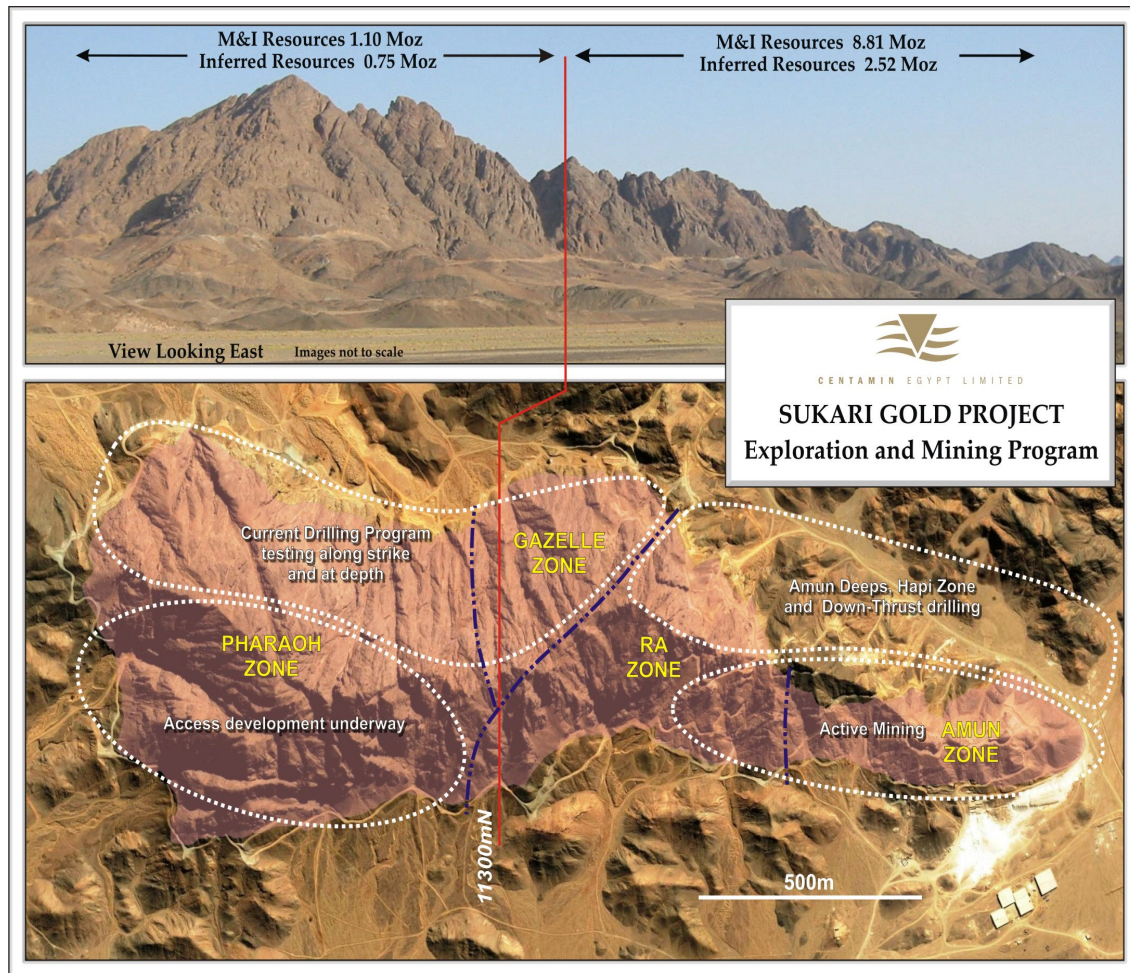 M&I Resources 1.10 Moz
Inferred Resources 0.75 Moz
M&I Resources 8.81 Moz
Inferred Resources 2.52 Moz
View Looking East
Images not to scale
CENTAMIN EGYPT LIMITED
SUKARI GOLD PROJECT
Exploration and Mining Program
Current Drilling Program
testing along strike
and at depth
GAZELLE
ZONE
Amun Deeps, Hapi Zone
and Down-Thrust drilling
PHARAOH
ZONE
RA
ZONE
Access development underway
Active Mining
AMUN
ZONE
11300mN
500m